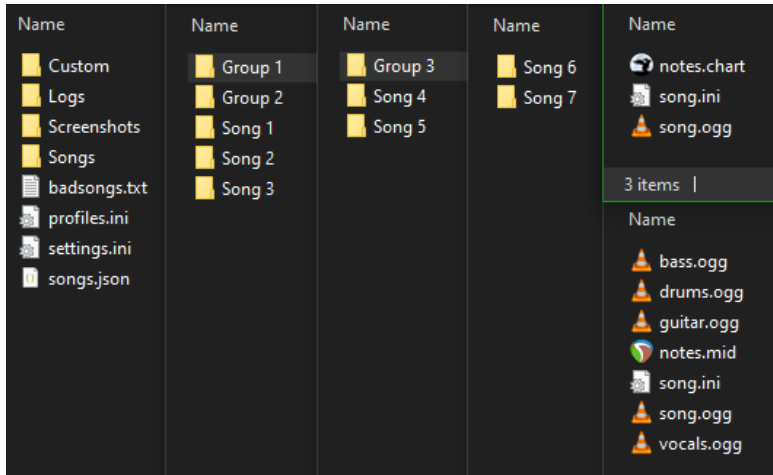 Name
Custom
Logs
Screenshots
Songs
badsongs.txt
profiles.ini
settings.ini
songs.json
Name
Group 1
Group 2
Song 1
Song 2
Song 3
Name
Group 3
Song 4
Song 5
Name
Song 6
Song 7
Name
notes.chart
song.ini
song.ogg
3 items
Name
bass.ogg
drums.ogg
guitar.ogg
notes.mid
song.ini
song.ogg
vocals.ogg